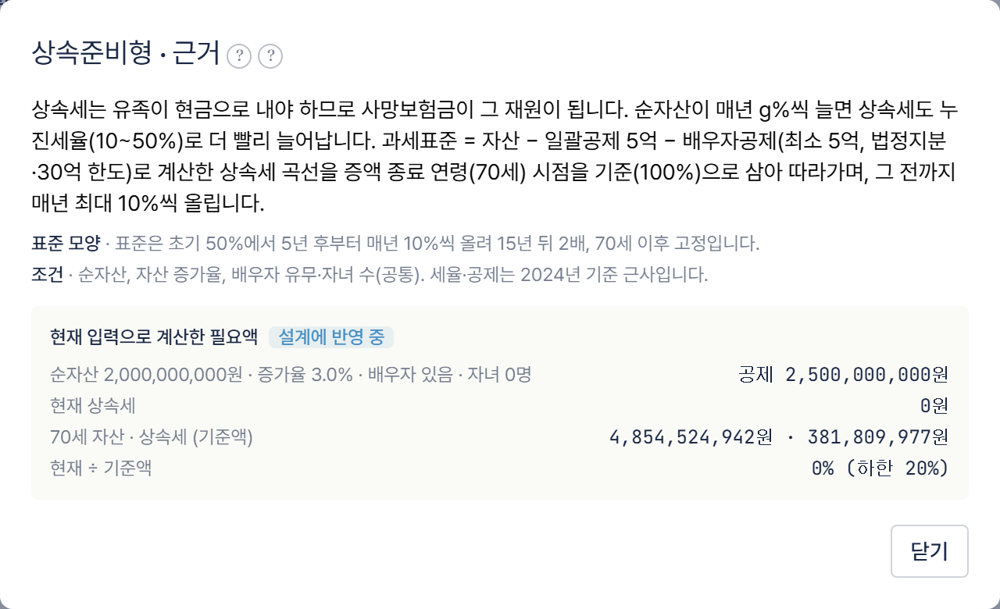 상속준비형 · 근거 ? ?
상속세는 유족이 현금으로 내야 하므로 사망보험금이 그 재원이 됩니다. 순자산이 매년 g%씩 늘면 상속세도 누
진세율(10~50%)로 더 빨리 늘어납니다. 과세표준 = 자산 − 일괄공제 5억 − 배우자공제(최소 5억, 법정지분
·30억 한도)로 계산한 상속세 곡선을 증액 종료 연령(70세) 시점을 기준(100%)으로 삼아 따라가며, 그 전까지
매년 최대 10%씩 올립니다.
표준 모양 · 표준은 초기 50%에서 5년 후부터 매년 10%씩 올려 15년 뒤 2배, 70세 이후 고정입니다.
조건 · 순자산, 자산 증가율, 배우자 유무·자녀 수(공통). 세율·공제는 2024년 기준 근사입니다.
현재 입력으로 계산한 필요액 설계에 반영 중
순자산 2,000,000,000원 · 증가율 3.0% · 배우자 있음 · 자녀 0명 공제 2,500,000,000원
현재 상속세 0원
70세 자산 · 상속세 (기준액) 4,854,524,942원 · 381,809,977원
현재 ÷ 기준액 0% (하한 20%)
닫기